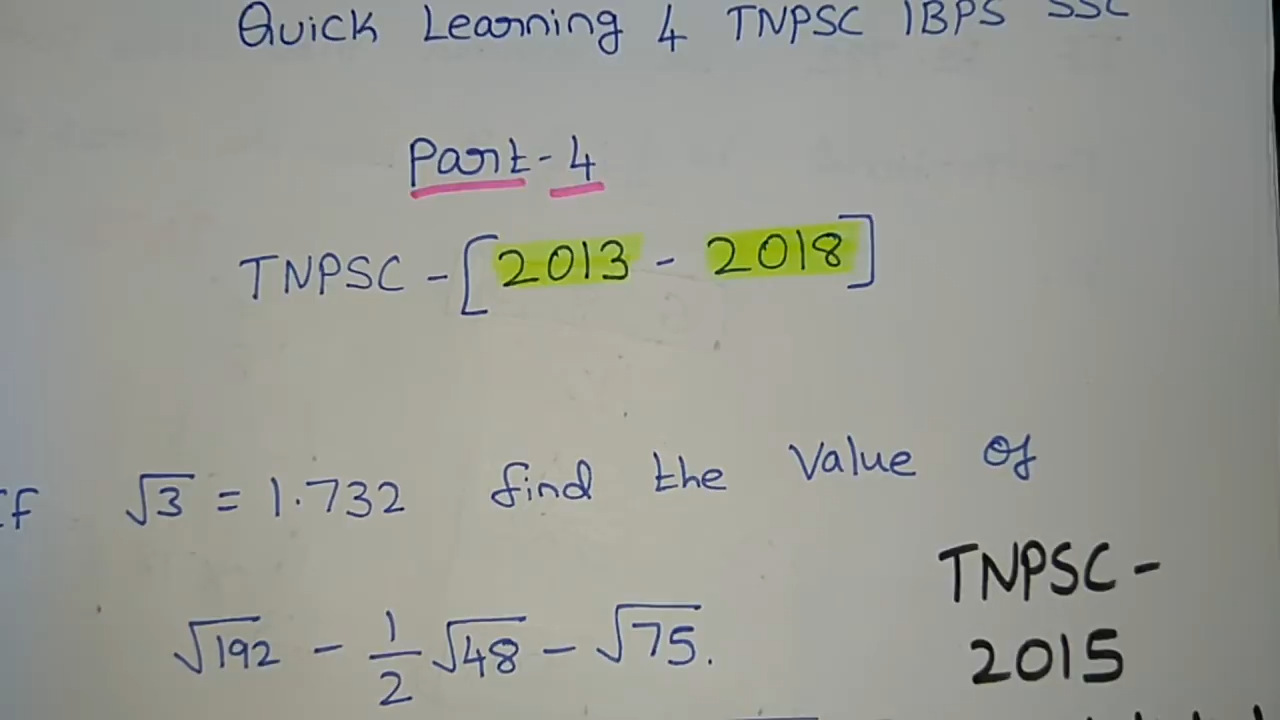 Quick Learning 4 TNPSC IBPS SSC
Part-4
TNPSC - [2013 - 2018]
If √3 = 1.732 find the Value of
√192 - 1/2 √48 - √75.
TNPSC -
2015